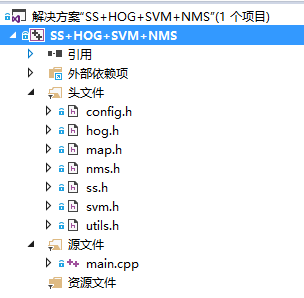 解决方案“SS+HOG+SVM+NMS”(1 个项目)
SS+HOG+SVM+NMS
引用
外部依赖项
头文件
config.h
hog.h
map.h
nms.h
ss.h
svm.h
utils.h
源文件
main.cpp
资源文件